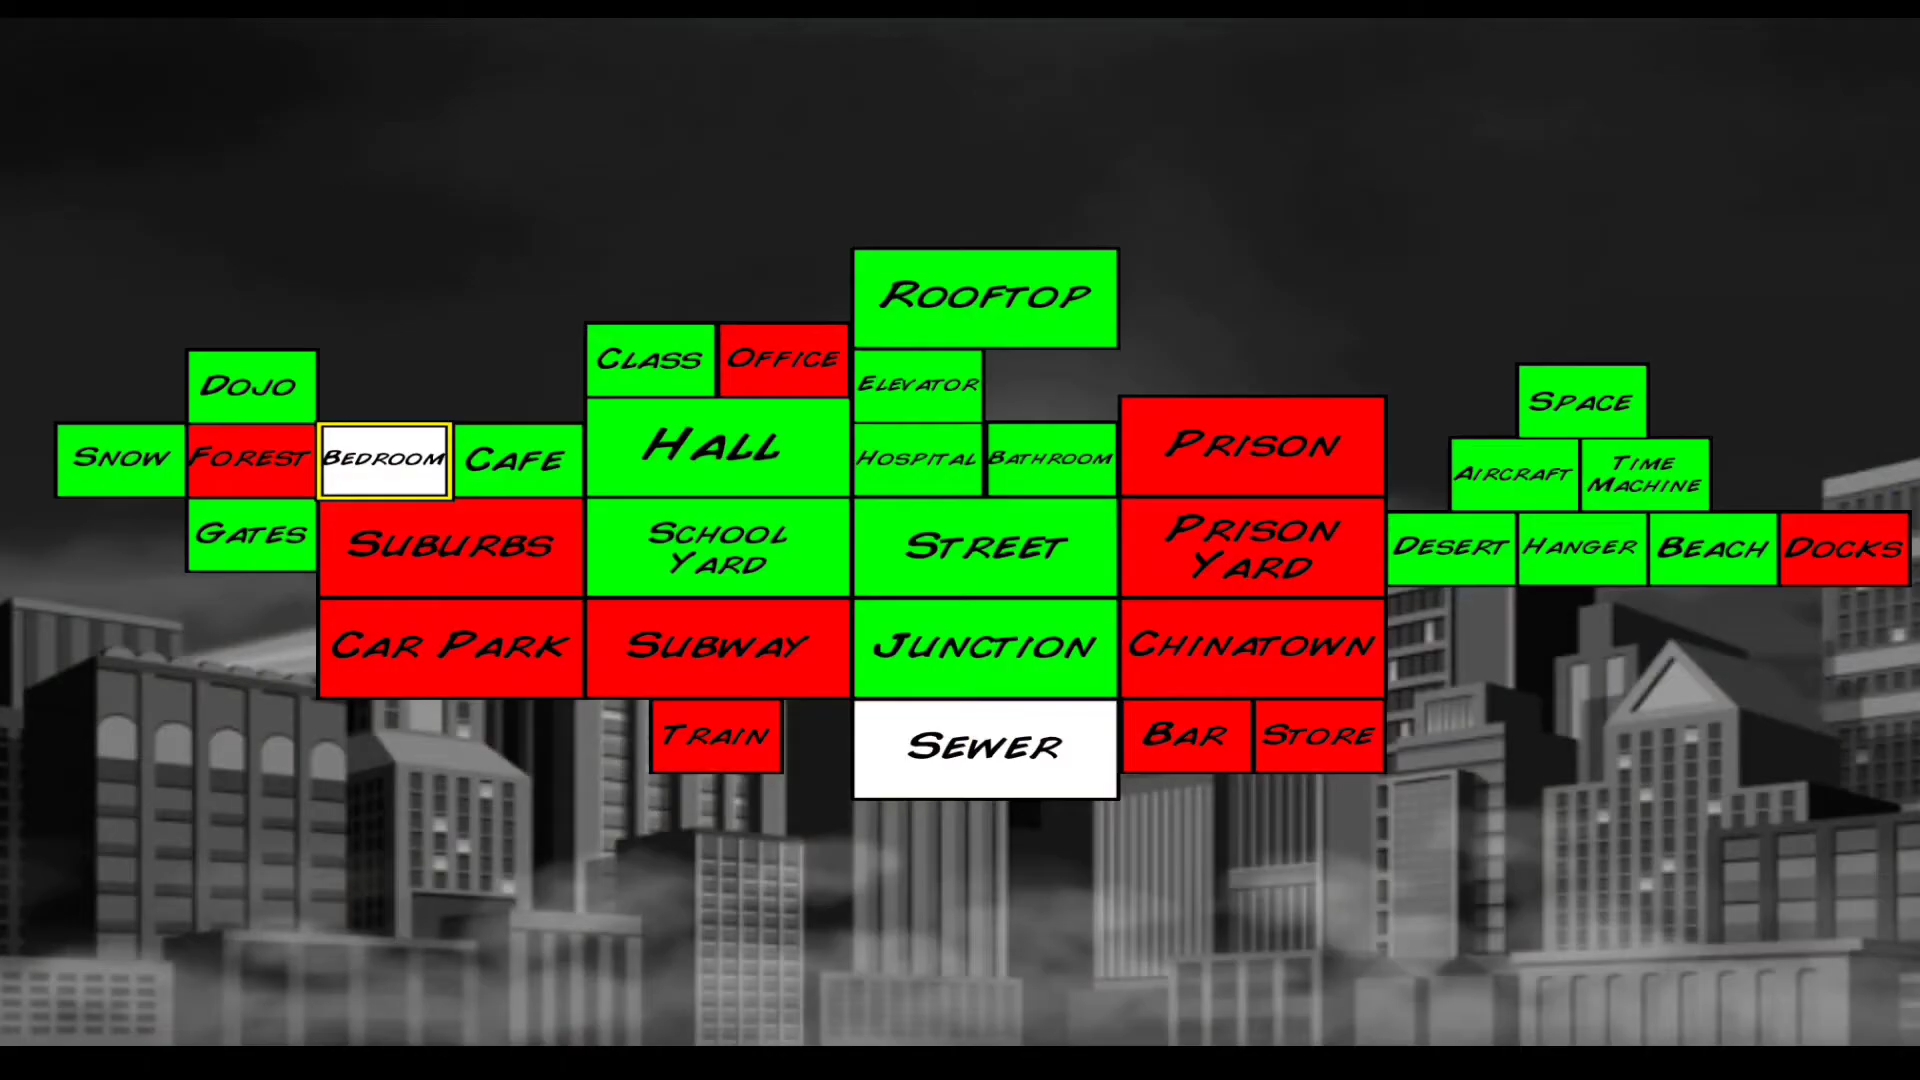 Rooftop
Class
Office
Elevator
Dojo
Space
Snow
Forest
Bedroom
Cafe
Hall
Hospital
Bathroom
Prison
Aircraft
Time
Machine
Gates
Suburbs
School
Yard
Street
Prison
Yard
Desert
Hanger
Beach
Docks
Car Park
Subway
Junction
Chinatown
Train
Sewer
Bar
Store